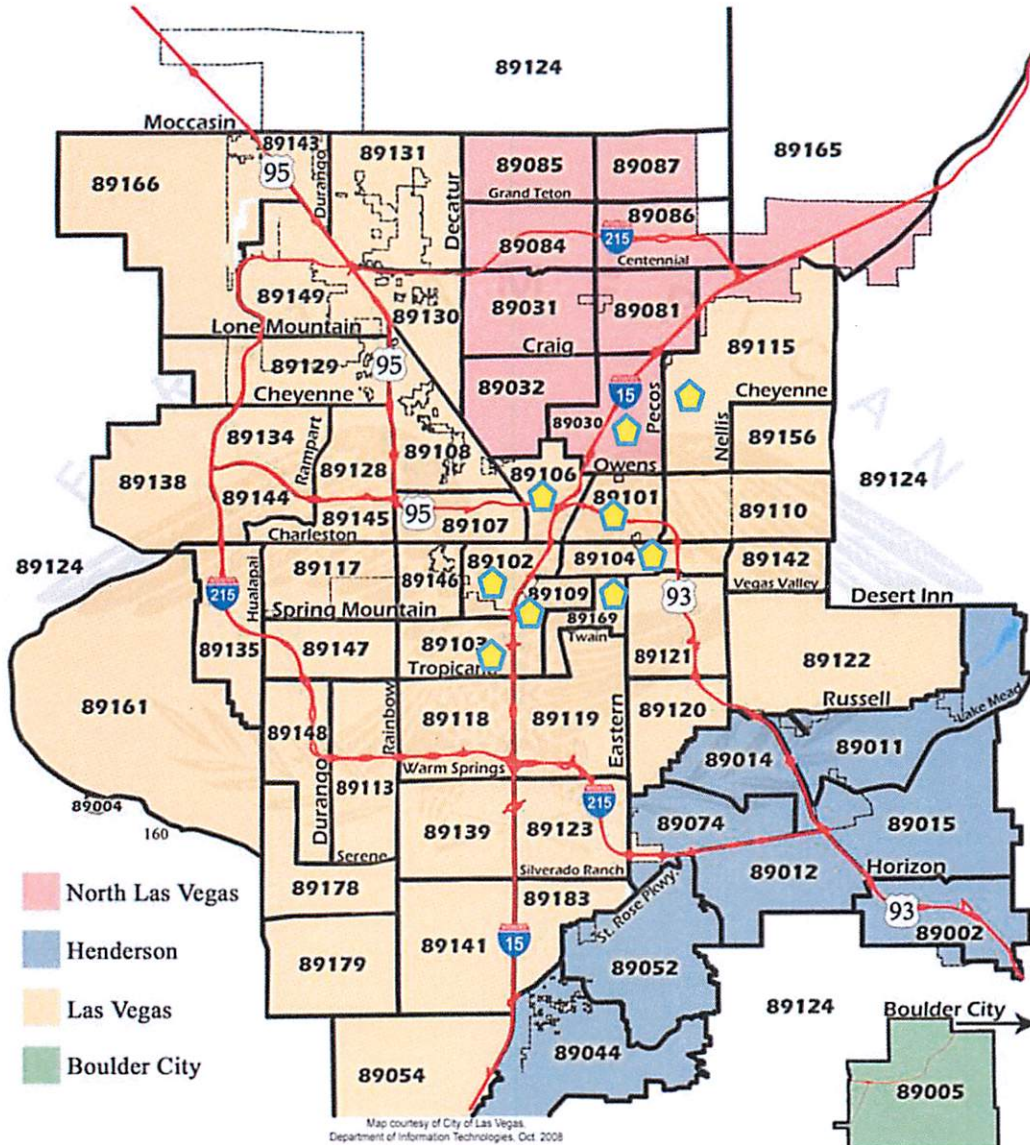 89124
Moccasin
89143
Durango
89131
89085
89087
89165
95
89166
Grand Teton
Decatur
89086
215
89084
Centennial
89149
89130
89031
89081
Lone Mountain
Craig
89115
89129
95
Cheyenne
89032
15
Pecos
Cheyenne
89030
Nellis
89134
Rampart
89108
89156
89128
89106
Owens
89138
89124
89144
89101
89110
89145
95
89107
Charleston
89102
89104
89142
89124
89117
89146
Vegas Valley
Hualapai
215
89109
93
Desert Inn
Spring Mountain
89169
Twain
89135
89147
89103
Tropicana
89121
89122
89161
Rainbow
Russell
Lake Mead
89148
89118
89119
Eastern
89120
89014
89011
Warm Springs
89004
160
Durango
89113
215
89074
89015
89139
89123
Serene
Silverado Ranch
89012
Horizon
89178
89183
St. Rose Pkwy.
93
89002
89141
15
89179
89052
89124
North Las Vegas
Henderson
Las Vegas
Boulder City
Boulder City
89044
89054
89005
Map courtesy of City of Las Vegas,
Department of Information Technologies, Oct 2008